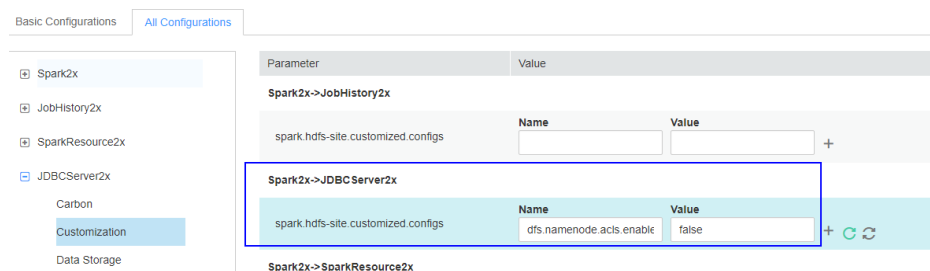 Basic Configurations
All Configurations
Spark2x
JobHistory2x
SparkResource2x
JDBCServer2x
Carbon
Customization
Data Storage
Parameter Value
Spark2x->JobHistory2x
Name Value
spark.hdfs-site.customized.configs
Spark2x->JDBCServer2x
Name Value
spark.hdfs-site.customized.configs dfs.namenode.acls.enable false
Spark2x->SparkResource2x